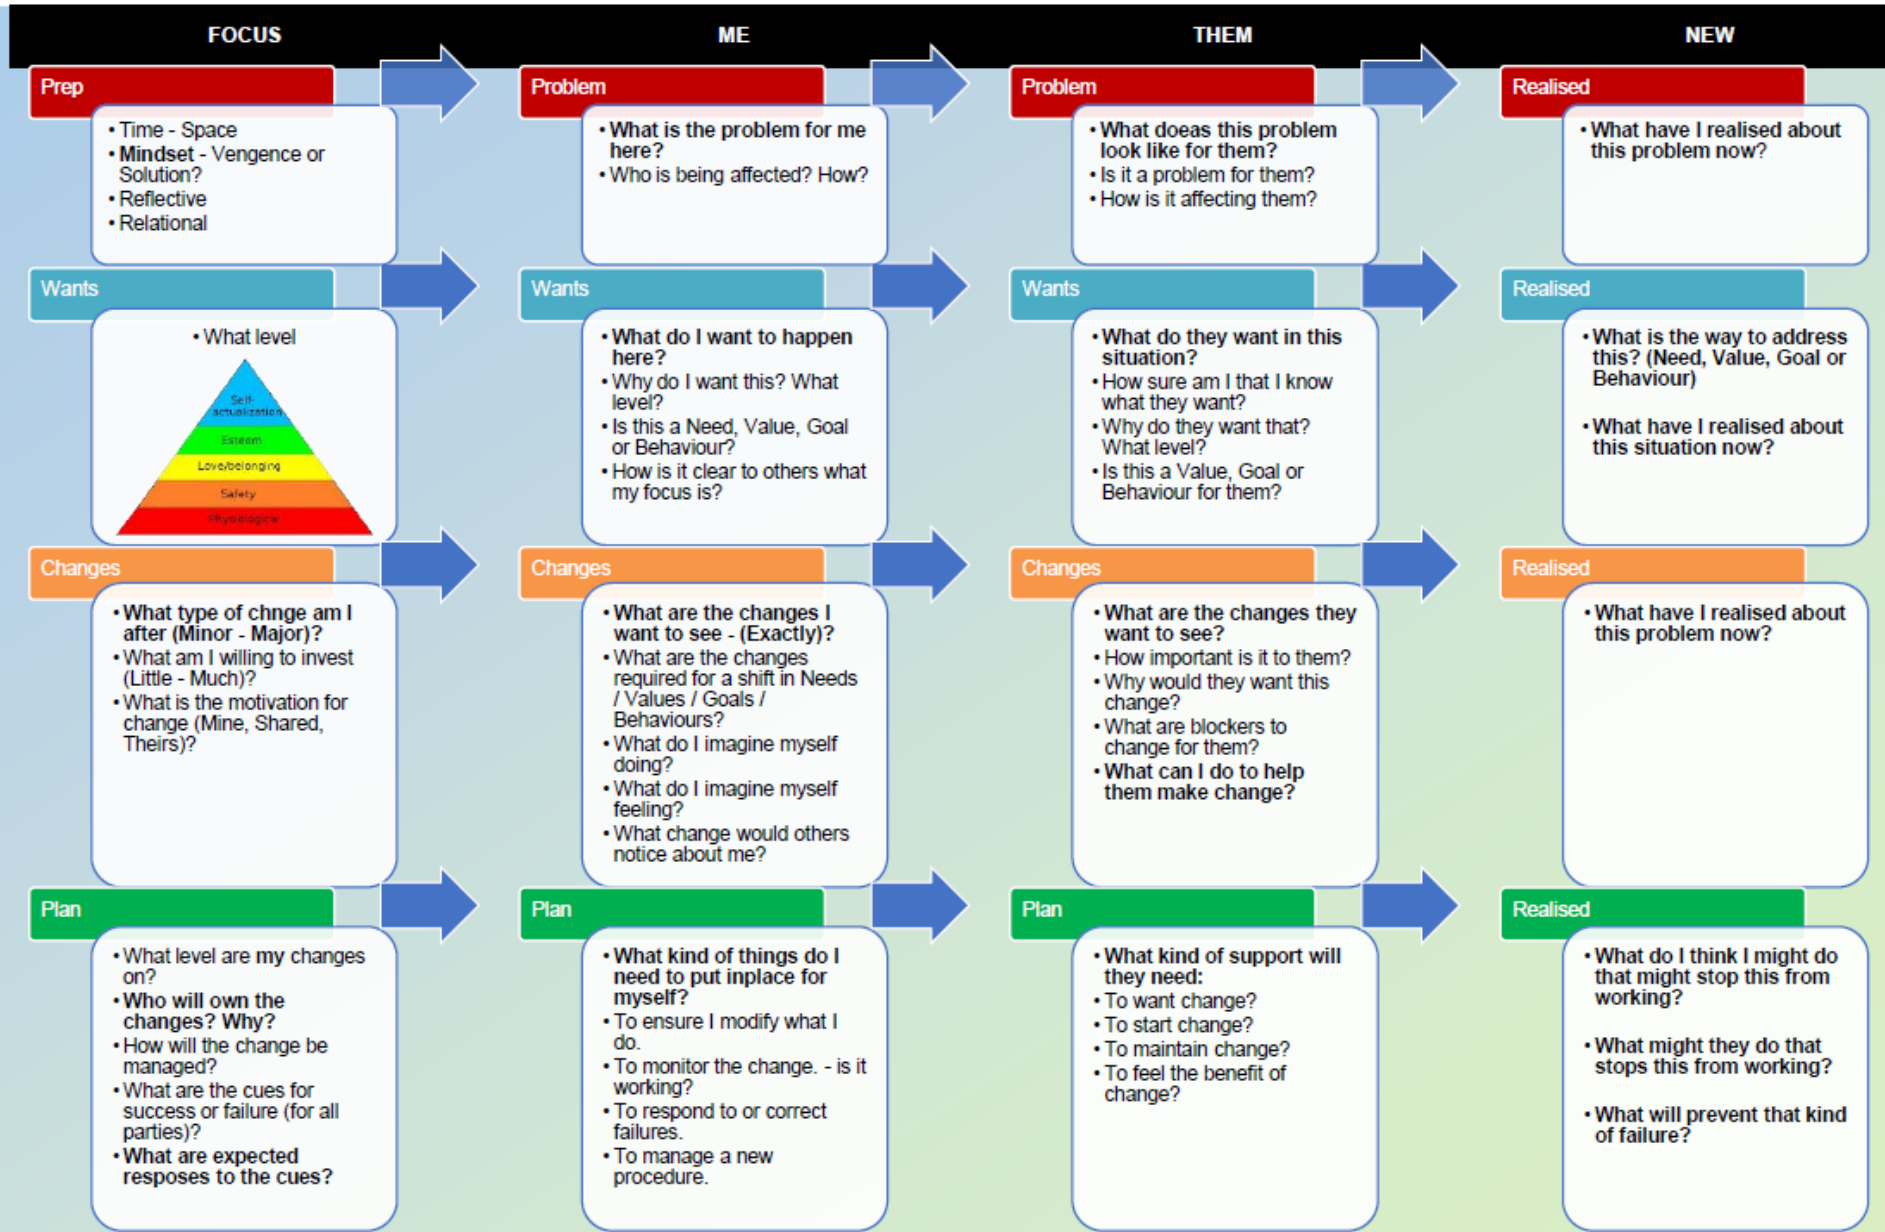 FOCUS
ME
THEM
NEW
Prep
• Time - Space
• Mindset - Vengence or
Solution?
• Reflective
• Relational
Problem
• What is the problem for me
here?
• Who is being affected? How?
Problem
• What doeas this problem
look like for them?
• Is it a problem for them?
• How is it affecting them?
Realised
• What have I realised about
this problem now?
Wants
• What level
Self-
actualization
Esteem
Love/belonging
Safety
Physiological
Wants
• What do I want to happen
here?
• Why do I want this? What
level?
• Is this a Need, Value, Goal
or Behaviour?
• How is it clear to others what
my focus is?
Wants
• What do they want in this
situation?
• How sure am I that I know
what they want?
• Why do they want that?
What level?
• Is this a Value, Goal or
Behaviour for them?
Realised
• What is the way to address
this? (Need, Value, Goal or
Behaviour)
• What have I realised about
this situation now?
Changes
• What type of chnge am I
after (Minor - Major)?
• What am I willing to invest
(Little - Much)?
• What is the motivation for
change (Mine, Shared,
Theirs)?
Changes
• What are the changes I
want to see - (Exactly)?
• What are the changes
required for a shift in Needs
/ Values / Goals /
Behaviours?
• What do I imagine myself
doing?
• What do I imagine myself
feeling?
• What change would others
notice about me?
Changes
• What are the changes they
want to see?
• How important is it to them?
• Why would they want this
change?
• What are blockers to
change for them?
• What can I do to help
them make change?
Realised
• What have I realised about
this problem now?
Plan
• What level are my changes
on?
• Who will own the
changes? Why?
• How will the change be
managed?
• What are the cues for
success or failure (for all
parties)?
• What are expected
resposes to the cues?
Plan
• What kind of things do I
need to put inplace for
myself?
• To ensure I modify what I
do.
• To monitor the change. - is it
working?
• To respond to or correct
failures.
• To manage a new
procedure.
Plan
• What kind of support will
they need:
• To want change?
• To start change?
• To maintain change?
• To feel the benefit of
change?
Realised
• What do I think I might do
that might stop this from
working?
• What might they do that
stops this from working?
• What will prevent that kind
of failure?